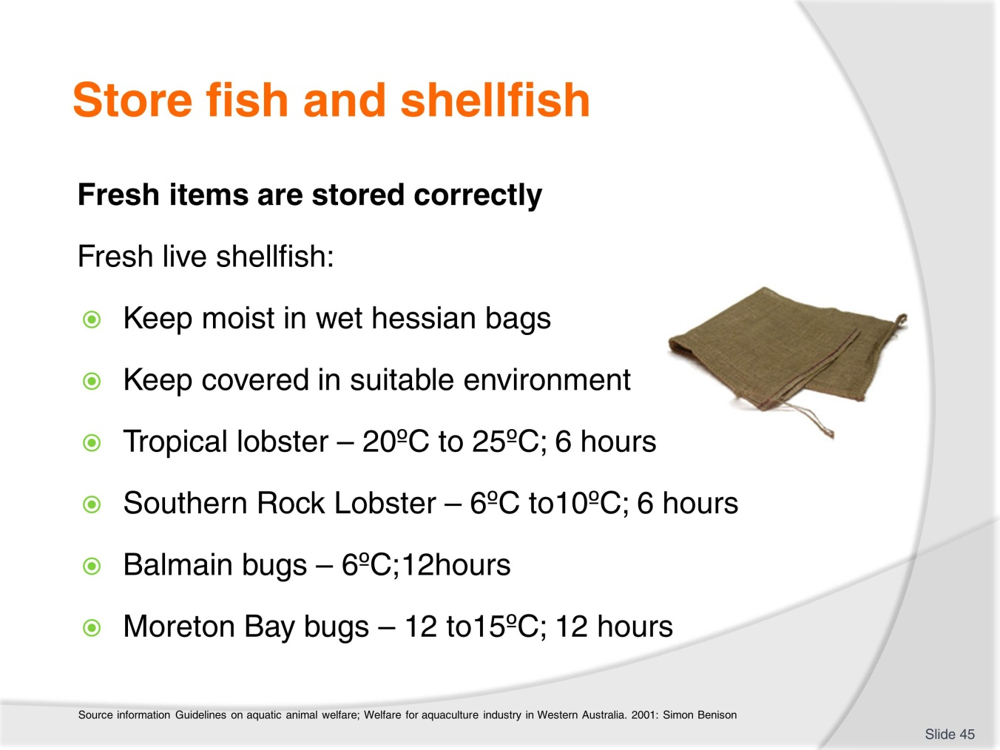 Store fish and shellfish
Fresh items are stored correctly
Fresh live shellfish:
Keep moist in wet hessian bags
Keep covered in suitable environment
Tropical lobster – 20ºC to 25ºC; 6 hours
Southern Rock Lobster – 6ºC to10ºC; 6 hours
Balmain bugs – 6ºC;12hours
Moreton Bay bugs – 12 to15ºC; 12 hours
Source information Guidelines on aquatic animal welfare; Welfare for aquaculture industry in Western Australia. 2001: Simon Benison
Slide 45